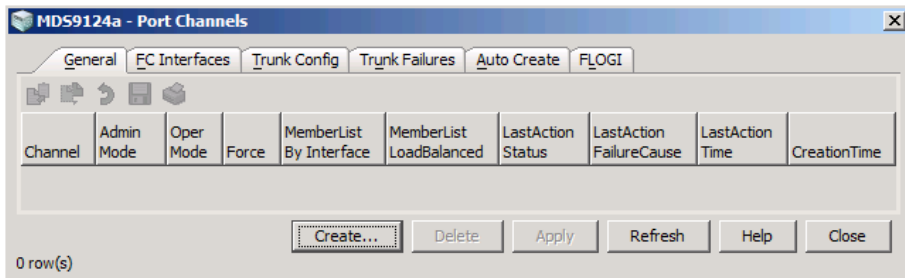 MDS9124a - Port Channels
General FC Interfaces Trunk Config Trunk Failures Auto Create FLOGI
Channel Admin Mode Oper Mode Force MemberList By Interface MemberList LoadBalanced LastAction Status LastAction FailureCause LastAction Time CreationTime
Create... Delete Apply Refresh Help Close
0 row(s)